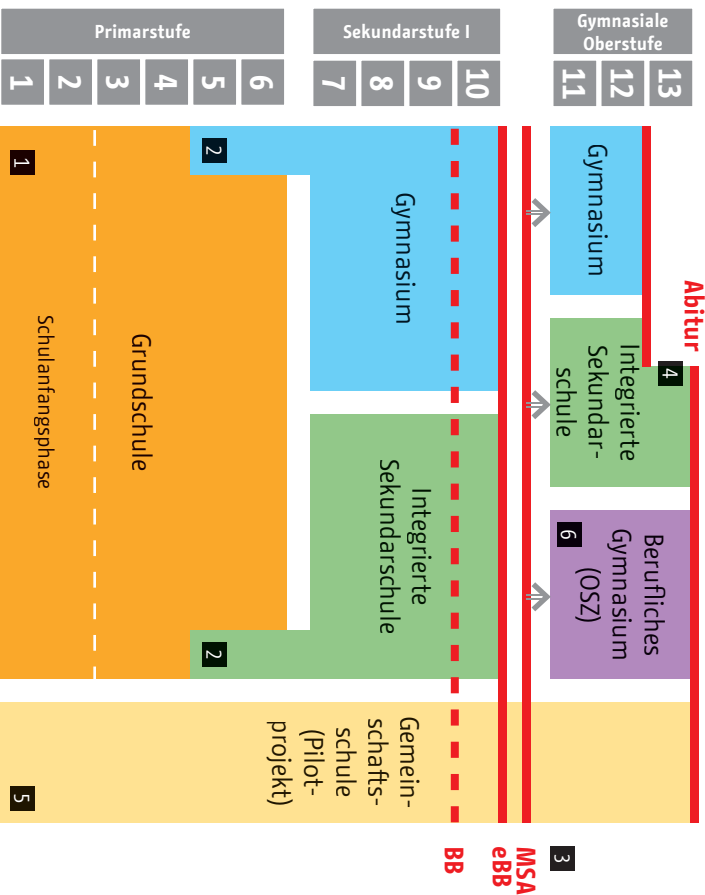 Primarstufe
Sekundarstufe I
Gymnasiale
Oberstufe
1
2
3
4
5
6
7
8
9
10
11
12
13
Abitur
Gymnasium
4
Integrierte
Sekundar-
schule
Berufliches
Gymnasium
(OSZ)
6
MSA
eBB
BB
3
2
Gymnasium
Integrierte
Sekundarschule
2
Gemein-
schafts-
schule
(Pilot-
projekt)
5
Grundschule
Schulanfangsphase
1